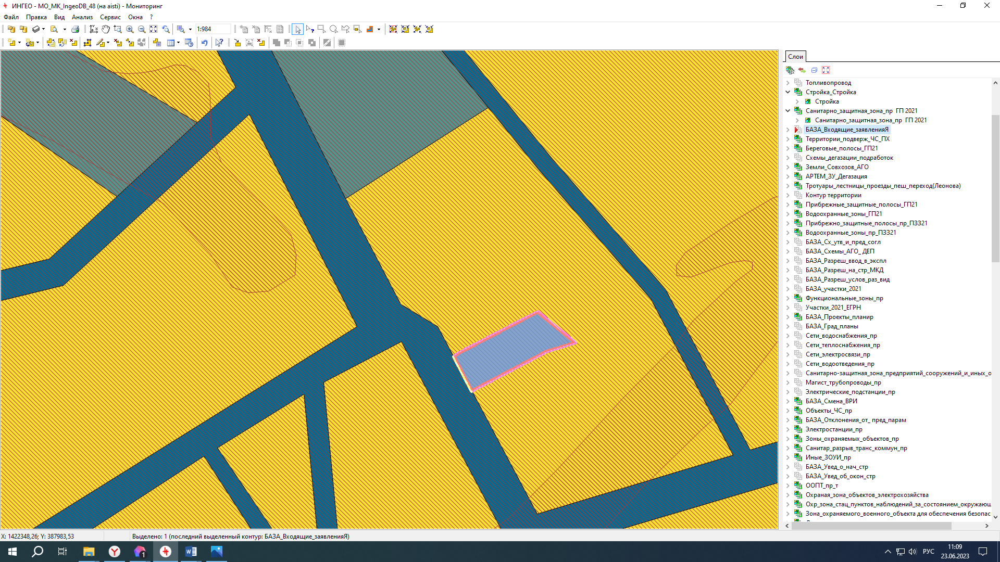 ИНГЕО - MO_MK_IngeoDB_48 (на aisti) - Мониторинг
Файл Правка Вид Анализ Сервис Окна ?
1:984
Слои
Топливопровод
Стройка_Стройка
Стройка
Санитарно_защитная_зона_пр ГП 2021
Санитарно_защитная_зона_пр ГП 2021
БАЗА_Входящие_заявленияЯ
Территории_подверж_ЧС_ПХ
Береговые_полосы_ГП21
Схемы_дегазации_подработок
Земли_Совхозов_АГО
АРТЕМ_ЗУ_Дегазация
Тротуары_лестницы_проезды_пеш_переход(Леонова)
Контур территории
Прибрежные_защитные_полосы_ГП21
Водоохранные_зоны_ГП21
Прибрежно_защитные_полосы_пр_ПЗЗ21
Водоохранные_зоны_пр_ПЗЗ21
БАЗА_Сх_утв_и_пред_согл
БАЗА_Схемы_АГО_ ДЕП
БАЗА_Разреш_ввод_в_экспл
БАЗА_Разреш_на_стр_МКД
БАЗА_Разреш_услов_раз_вид
БАЗА_участки_2021
Функциональные_зоны_пр
Участки_2021_ЕГРН
БАЗА_Проекты_планир
БАЗА_Град_планы
Сети_водоснабжения_пр
Сети_теплоснабжения_пр
Сети_электросвязи_пр
Сети_водоотведения_пр
Санитарно-защитная_зона_предприятий_сооружений_и_иных_о
Магист_трубопроводы_пр
Электрические_подстанции_пр
БАЗА_Смена_ВРИ
Объекты_ЧС_пр
БАЗА_Отклонения_от_ пред_парам
Электростанции_пр
Зоны_охраняемых_объектов_пр
Санитар_разрыв_транс_коммун_пр
Иные_ЗОУИ_пр
БАЗА_Увед_о_нач_стр
БАЗА_Увед_об_окон_стр
ООПТ_пр_т
Охраная_зона_объектов_электрохозяйства
Охр_зона_стац_пунктов_наблюдений_за_состоянием_окружающ
Зона_охраняемого_военного_объекта для обеспечения безопас
X: 1422348,26; Y: 387983,53
Выделено: 1 (последний выделенный контур: БАЗА_Входящие_заявленияЯ)
1
РУС
11:09
23.06.2023